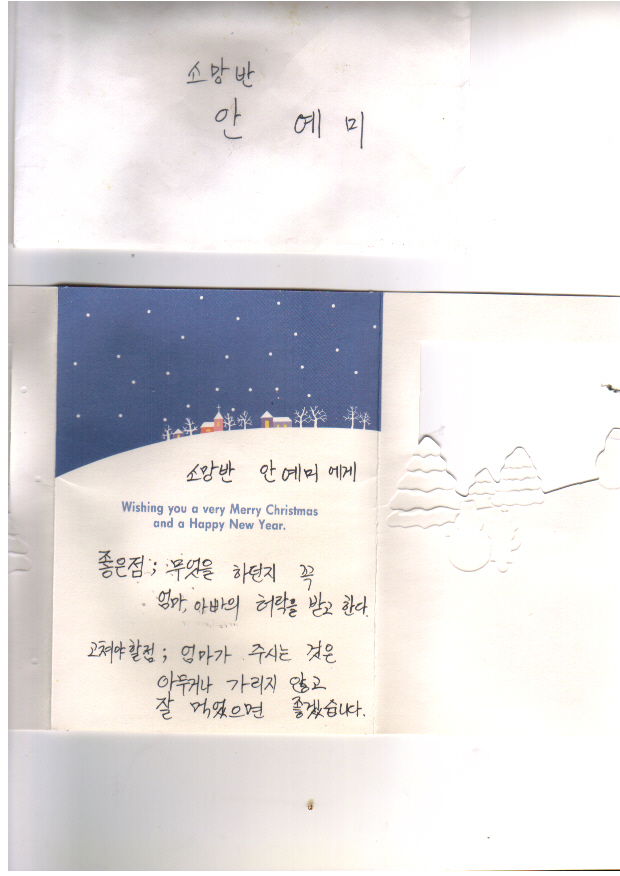 소망반
안 예 미
소망반 안예미 에게
Wishing you a very Merry Christmas
and a Happy New Year.
좋은점; 무엇을 하던지 꼭
엄마, 아빠의 허락을 받고 한다.
고쳐야할점; 엄마가 주시는 것은
아무거나 가리지 않고
잘 먹었으면 좋겠습니다.